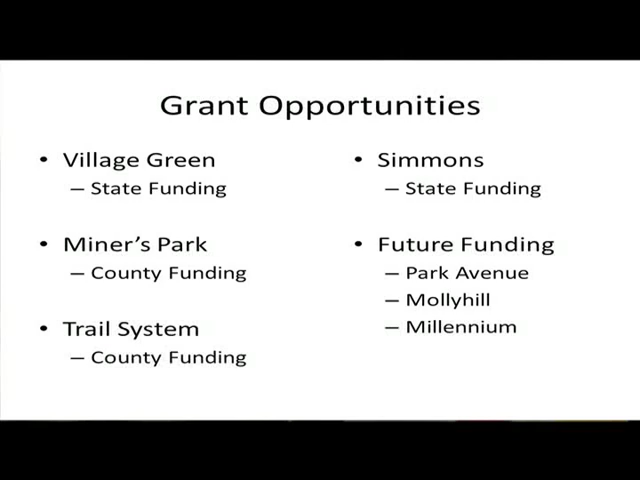 Grant Opportunities
• Village Green
– State Funding
• Miner's Park
– County Funding
• Trail System
– County Funding
• Simmons
– State Funding
• Future Funding
– Park Avenue
– Mollyhill
– Millennium